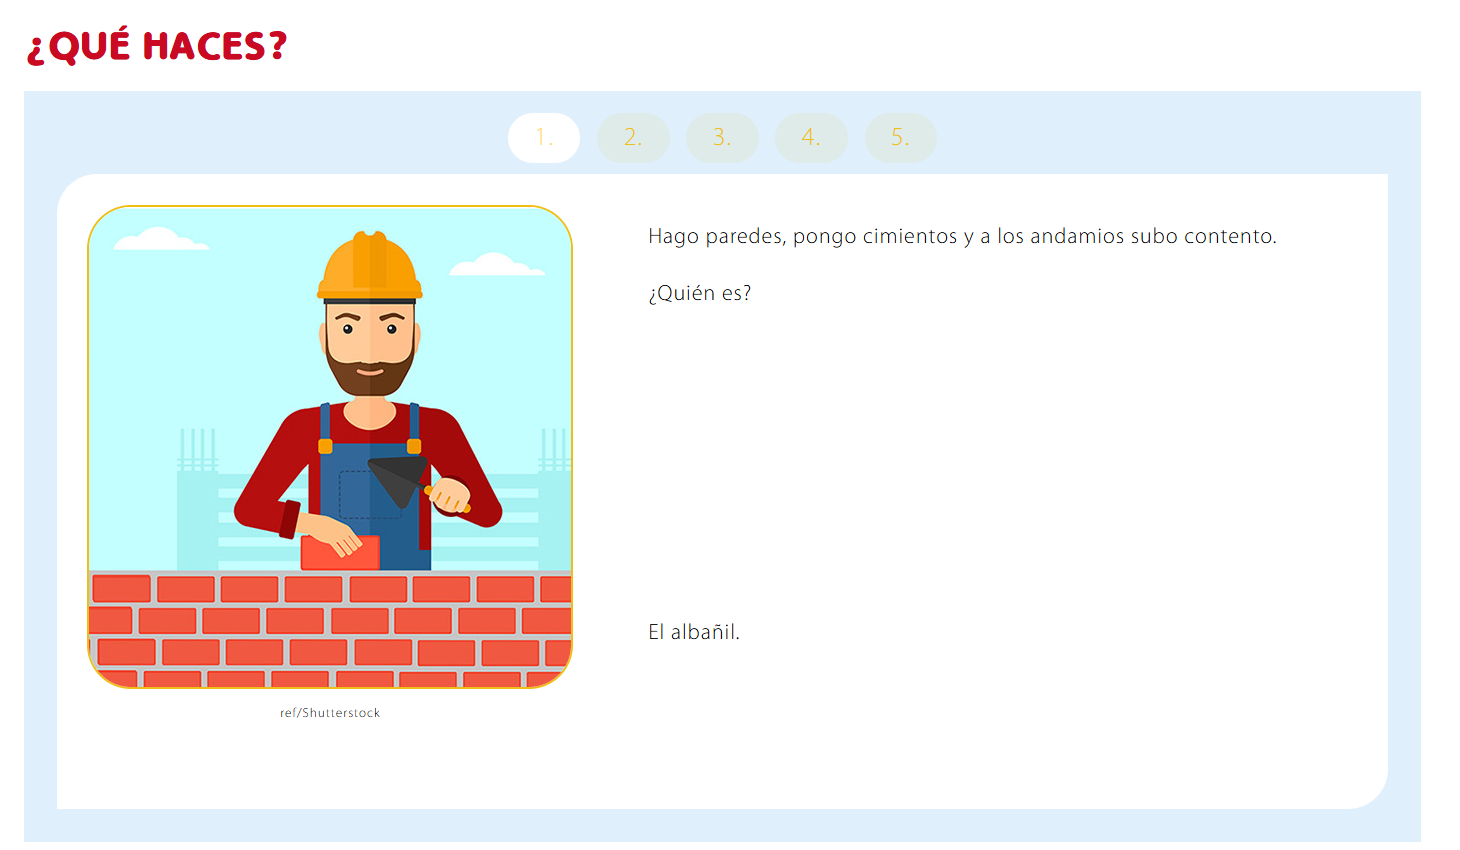 ¿QUÉ HACES?
1. 2. 3. 4. 5.
Hago paredes, pongo cimientos y a los andamios subo contento.
¿Quién es?
El albañil.
ref/Shutterstock